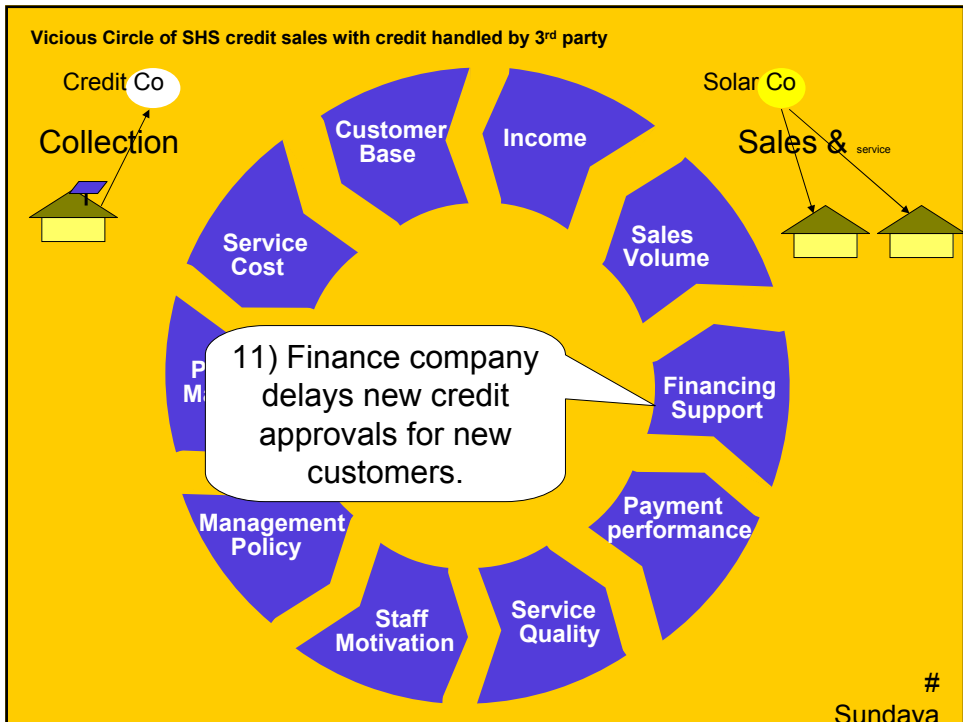 Vicious Circle of SHS credit sales with credit handled by 3rd party
Credit Co
Collection
Solar Co
Sales & service
Customer
Base
Income
Sales
Volume
Service
Cost
11) Finance company
delays new credit
approvals for new
customers.
Financing
Support
Payment
performance
Management
Policy
Staff
Motivation
Service
Quality
#
Sundaya